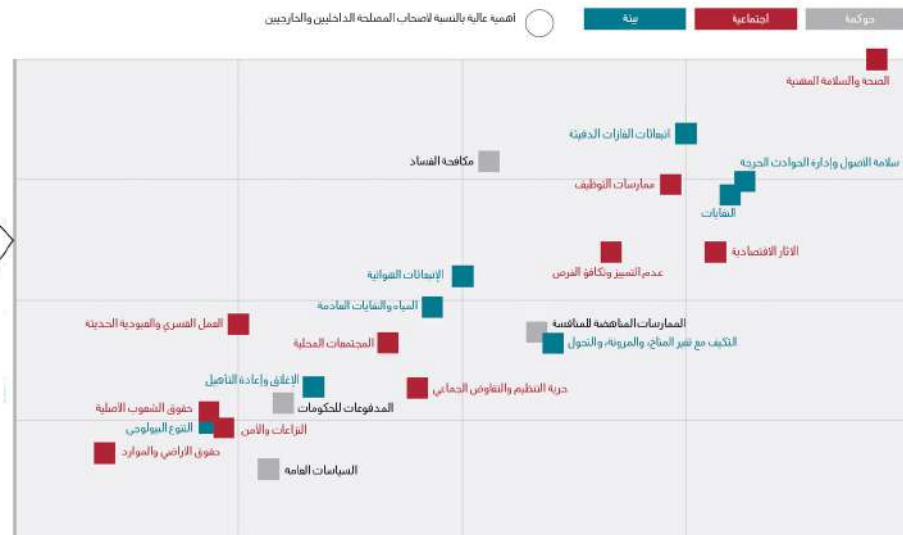 أهمية عالية بالنسبة لأصحاب المصلحة الداخليين والخارجيين
بيئة
اجتماعية
حوكمة
الصحة والسلامة المهنية
انبعاثات الغازات الدفيئة
مكافحة الفساد
سلامة الأصول وإدارة الحوادث الحرجة
ممارسات التوظيف
النفايات
الآثار الاقتصادية
عدم التمييز وتكافؤ الفرص
الإنبعاثات الهوائية
المياه والنفايات العادمة
العمل القسري والعبودية الحديثة
الممارسات المناهضة للمنافسة
التكيف مع تغير المناخ، والمرونة، والتحول
المجتمعات المحلية
الإغلاق وإعادة التأهيل
حرية التنظيم والتفاوض الجماعي
المدفوعات للحكومات
حقوق الشعوب الأصلية
التنوع البيولوجي
النزاعات والأمن
حقوق الأراضي والموارد
السياسات العامة